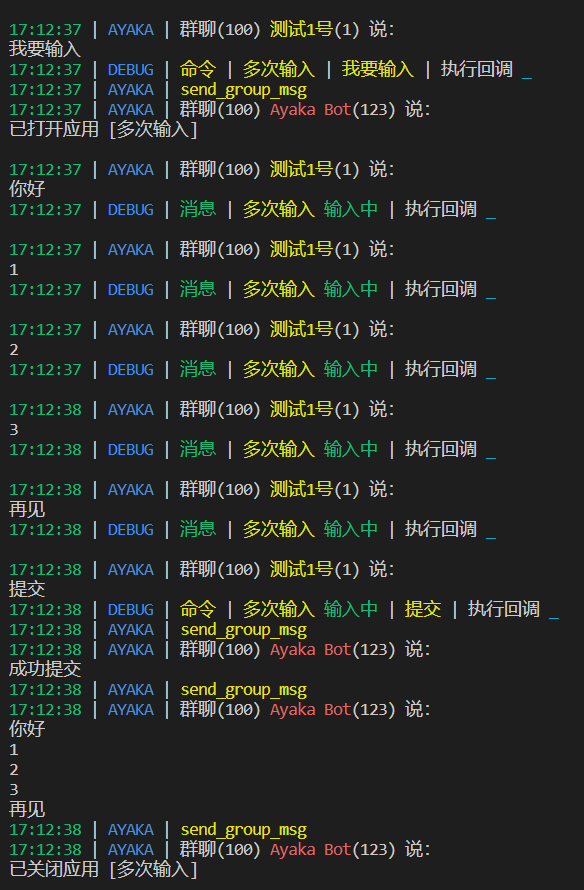 17:12:37 | AYAKA | 群聊(100) 测试1号(1) 说:
我要输入
17:12:37 | DEBUG | 命令 | 多次输入 | 我要输入 | 执行回调 _
17:12:37 | AYAKA | send_group_msg
17:12:37 | AYAKA | 群聊(100) Ayaka Bot(123) 说:
已打开应用 [多次输入]
17:12:37 | AYAKA | 群聊(100) 测试1号(1) 说:
你好
17:12:37 | DEBUG | 消息 | 多次输入 输入中 | 执行回调 _
17:12:37 | AYAKA | 群聊(100) 测试1号(1) 说:
1
17:12:37 | DEBUG | 消息 | 多次输入 输入中 | 执行回调 _
17:12:37 | AYAKA | 群聊(100) 测试1号(1) 说:
2
17:12:37 | DEBUG | 消息 | 多次输入 输入中 | 执行回调 _
17:12:38 | AYAKA | 群聊(100) 测试1号(1) 说:
3
17:12:38 | DEBUG | 消息 | 多次输入 输入中 | 执行回调 _
17:12:38 | AYAKA | 群聊(100) 测试1号(1) 说:
再见
17:12:38 | DEBUG | 消息 | 多次输入 输入中 | 执行回调 _
17:12:38 | AYAKA | 群聊(100) 测试1号(1) 说:
提交
17:12:38 | DEBUG | 命令 | 多次输入 输入中 | 提交 | 执行回调 _
17:12:38 | AYAKA | send_group_msg
17:12:38 | AYAKA | 群聊(100) Ayaka Bot(123) 说:
成功提交
17:12:38 | AYAKA | send_group_msg
17:12:38 | AYAKA | 群聊(100) Ayaka Bot(123) 说:
你好
1
2
3
再见
17:12:38 | AYAKA | send_group_msg
17:12:38 | AYAKA | 群聊(100) Ayaka Bot(123) 说:
已关闭应用 [多次输入]